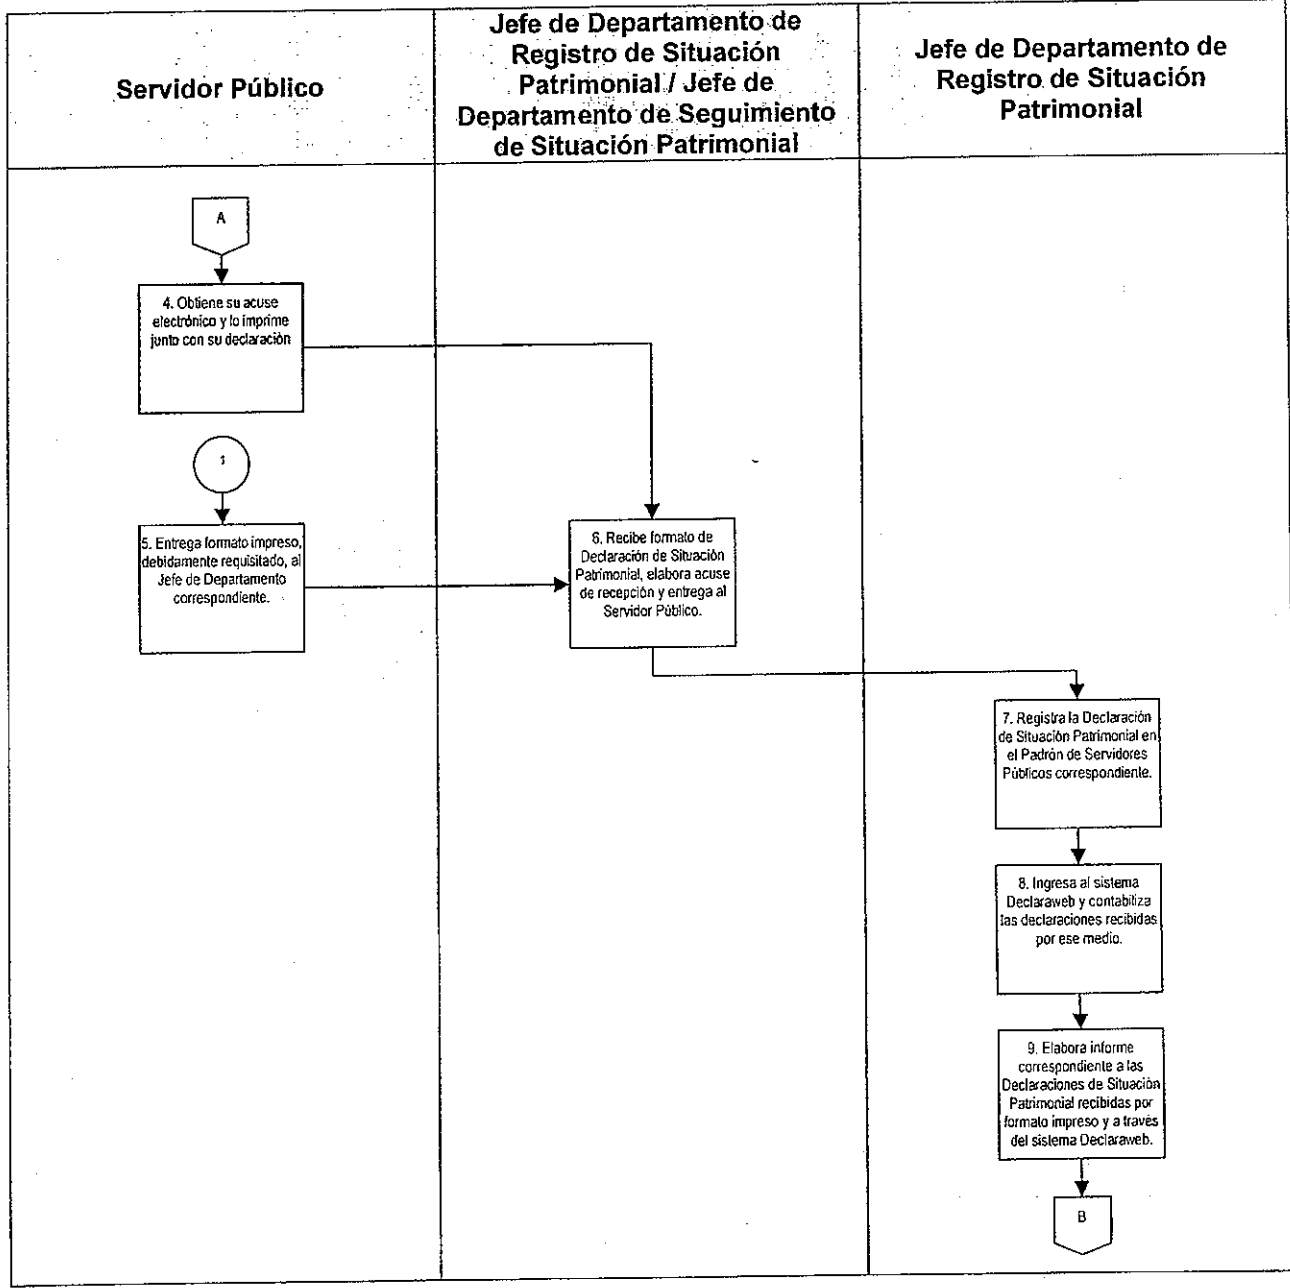 Servidor Público
Jefe de Departamento de
Registro de Situación
Patrimonial / Jefe de
Departamento de Seguimiento
de Situación Patrimonial
Jefe de Departamento de
Registro de Situación
Patrimonial
A
4. Obtiene su acuse
electrónico y lo imprime
junto con su declaración
1
5. Entrega formato impreso,
debidamente requisitado, al
Jefe de Departamento
correspondiente.
6. Recibe formato de
Declaración de Situación
Patrimonial, elabora acuse
de recepción y entrega al
Servidor Público.
7. Registra la Declaración
de Situación Patrimonial en
el Padrón de Servidores
Públicos correspondiente.
8. Ingresa al sistema
Declaraweb y contabiliza
las declaraciones recibidas
por ese medio.
9. Elabora informe
correspondiente a las
Declaraciones de Situación
Patrimonial recibidas por
formato impreso y a través
del sistema Declaraweb.
B